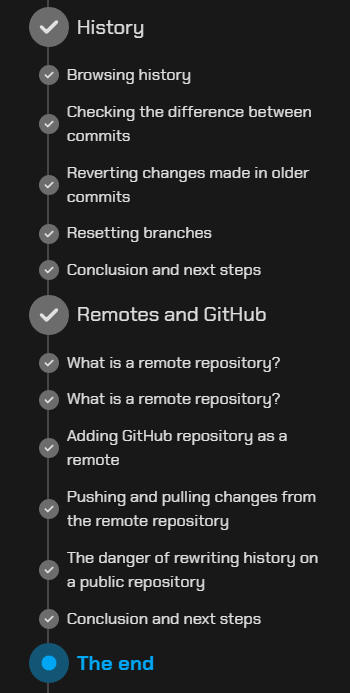 History
Browsing history
Checking the difference between
commits
Reverting changes made in older
commits
Resetting branches
Conclusion and next steps
Remotes and GitHub
What is a remote repository?
What is a remote repository?
Adding GitHub repository as a
remote
Pushing and pulling changes from
the remote repository
The danger of rewriting history on
a public repository
Conclusion and next steps
The end